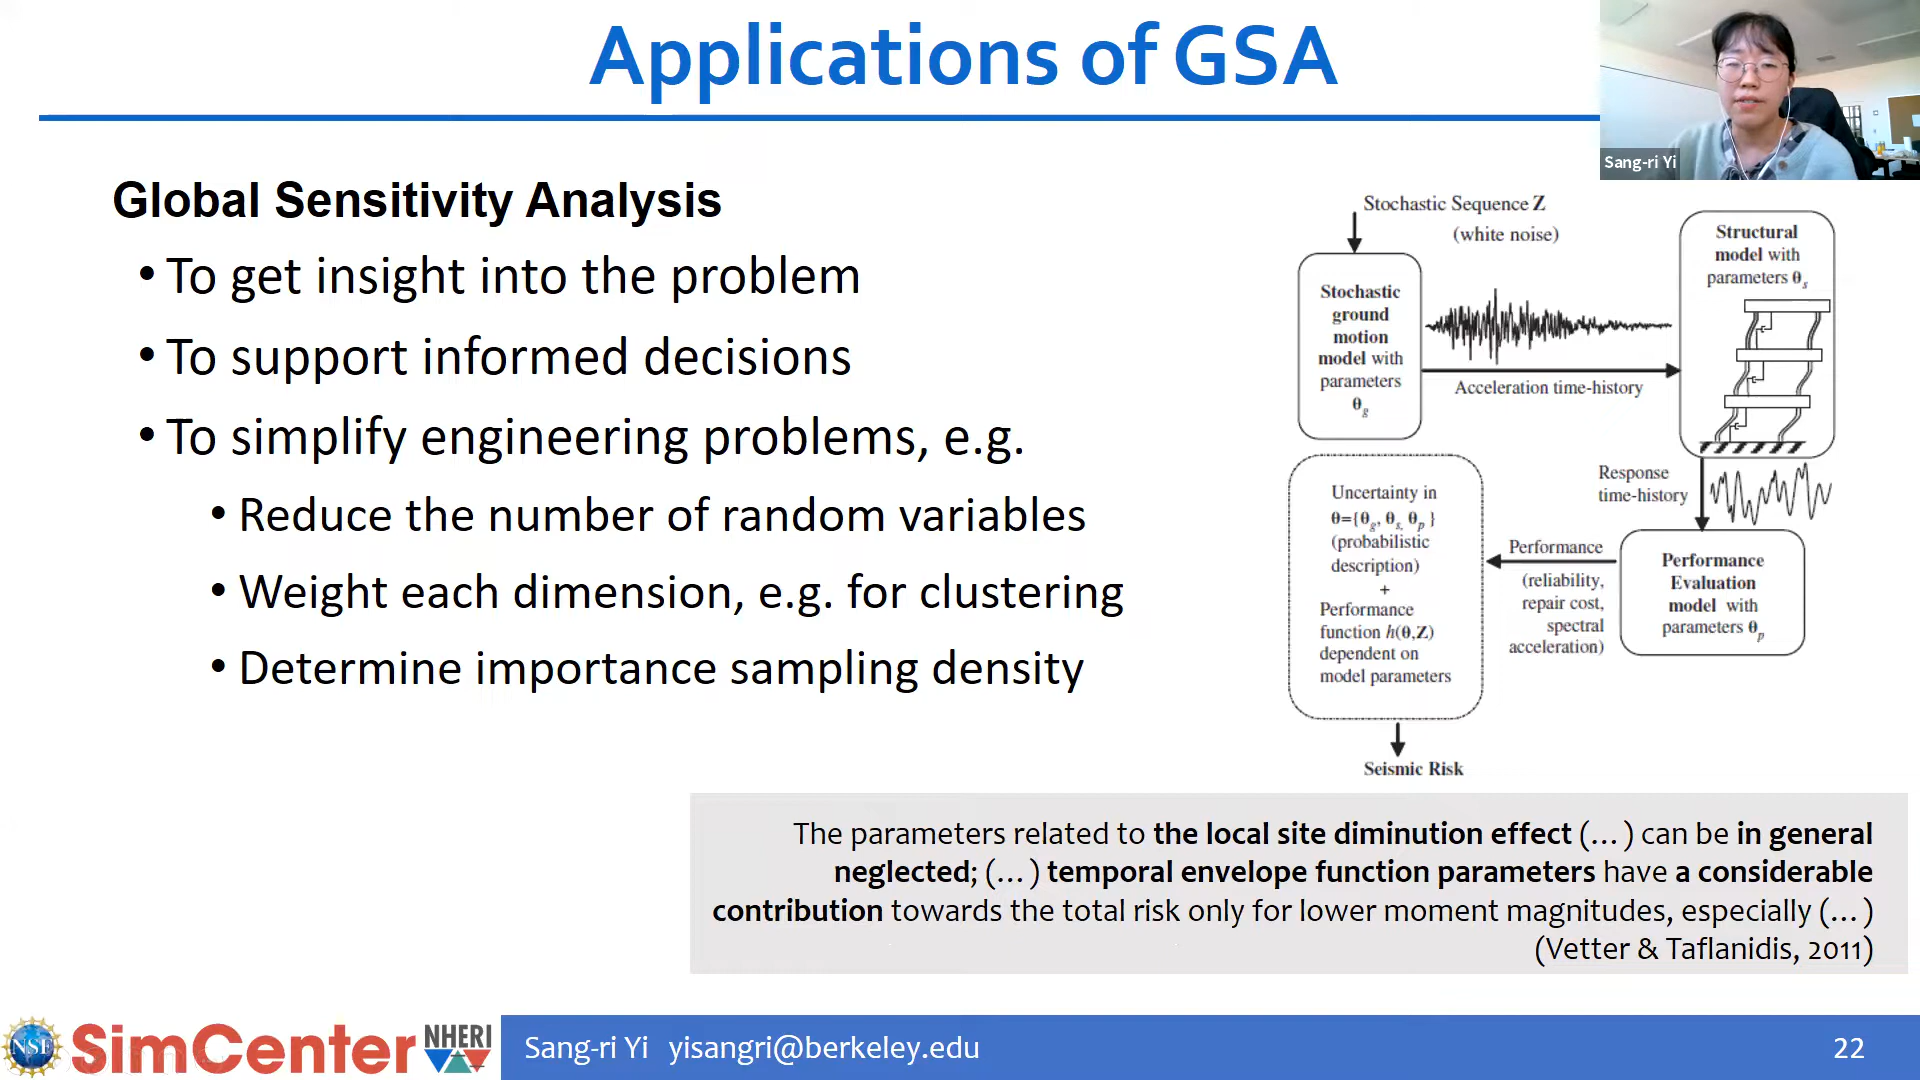 Applications of GSA
Sang-ri Yi
Global Sensitivity Analysis
• To get insight into the problem
• To support informed decisions
• To simplify engineering problems, e.g.
• Reduce the number of random variables
• Weight each dimension, e.g. for clustering
• Determine importance sampling density
Stochastic Sequence Z
(white noise)
Stochastic
ground
motion
model with
parameters
θg
Acceleration time-history
Structural
model with
parameters θs
Response
time-history
Performance
Evaluation
model with
parameters θp
Performance
(reliability,
repair cost,
spectral
acceleration)
Uncertainty in
θ={θg, θs, θp }
(probabilistic
description)
+
Performance
function h(θ,Z)
dependent on
model parameters
Seismic Risk
The parameters related to the local site diminution effect (...) can be in general
neglected; (...) temporal envelope function parameters have a considerable
contribution towards the total risk only for lower moment magnitudes, especially (...)
(Vetter & Taflanidis, 2011)
NSF
SimCenter
NHERI
Sang-ri Yi yisangri@berkeley.edu
22